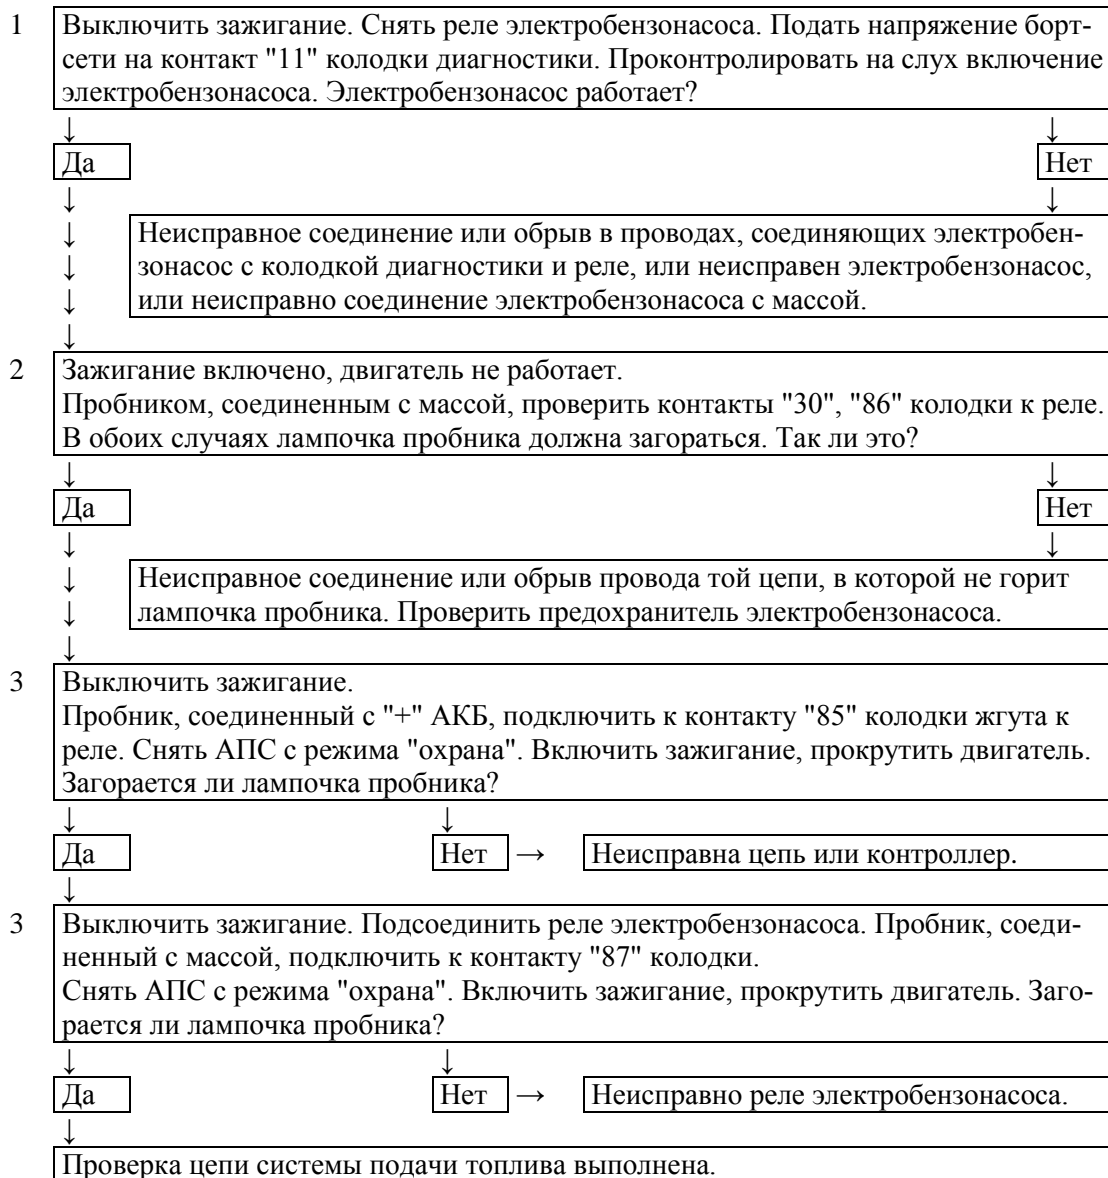 1 Выключить зажигание. Снять реле электробензонасоса. Подать напряжение борт-
сети на контакт "11" колодки диагностики. Проконтролировать на слух включение
электробензонасоса. Электробензонасос работает?
↓ ↓
Да Нет
↓ ↓
↓ Неисправное соединение или обрыв в проводах, соединяющих электробен-
↓ зонасос с колодкой диагностики и реле, или неисправен электробензонасос,
↓ или неисправно соединение электробензонасоса с массой.
↓
2 Зажигание включено, двигатель не работает.
Пробником, соединенным с массой, проверить контакты "30", "86" колодки к реле.
В обоих случаях лампочка пробника должна загораться. Так ли это?
↓ ↓
Да Нет
↓ ↓
↓ Неисправное соединение или обрыв провода той цепи, в которой не горит
↓ лампочка пробника. Проверить предохранитель электробензонасоса.
↓
3 Выключить зажигание.
Пробник, соединенный с "+" АКБ, подключить к контакту "85" колодки жгута к
реле. Снять АПС с режима "охрана". Включить зажигание, прокрутить двигатель.
Загорается ли лампочка пробника?
↓ ↓
Да Нет → Неисправна цепь или контроллер.
↓
3 Выключить зажигание. Подсоединить реле электробензонасоса. Пробник, соеди-
ненный с массой, подключить к контакту "87" колодки.
Снять АПС с режима "охрана". Включить зажигание, прокрутить двигатель. Заго-
рается ли лампочка пробника?
↓ ↓
Да Нет → Неисправно реле электробензонасоса.
↓
Проверка цепи системы подачи топлива выполнена.